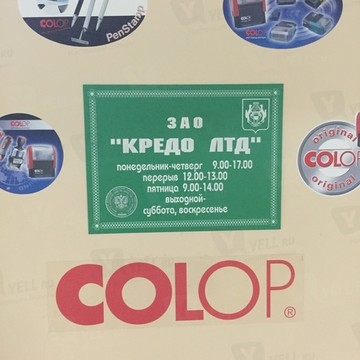 PenStamp
COLOP
ЗАО
"КРЕДО ЛТД"
понедельник-четверг 9.00-17.00
перерыв 12.00-13.00
пятница 9.00-14.00
выходной-
суббота, воскресенье
original
COLOP
original
COLOP®